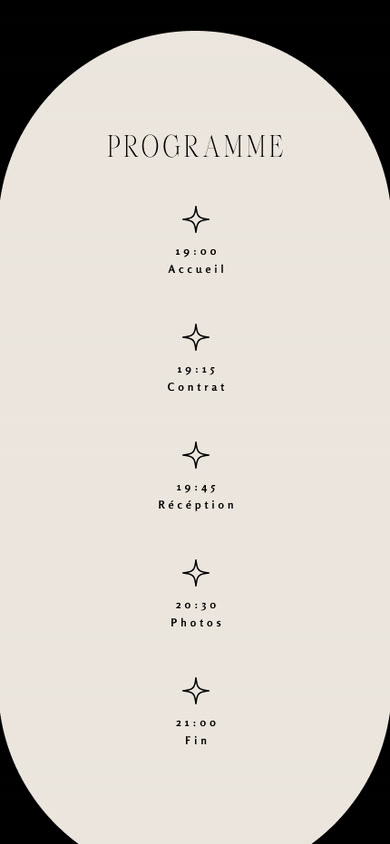 PROGRAMME
19:00
Accueil
19:15
Contrat
19:45
Récéption
20:30
Photos
21:00
Fin